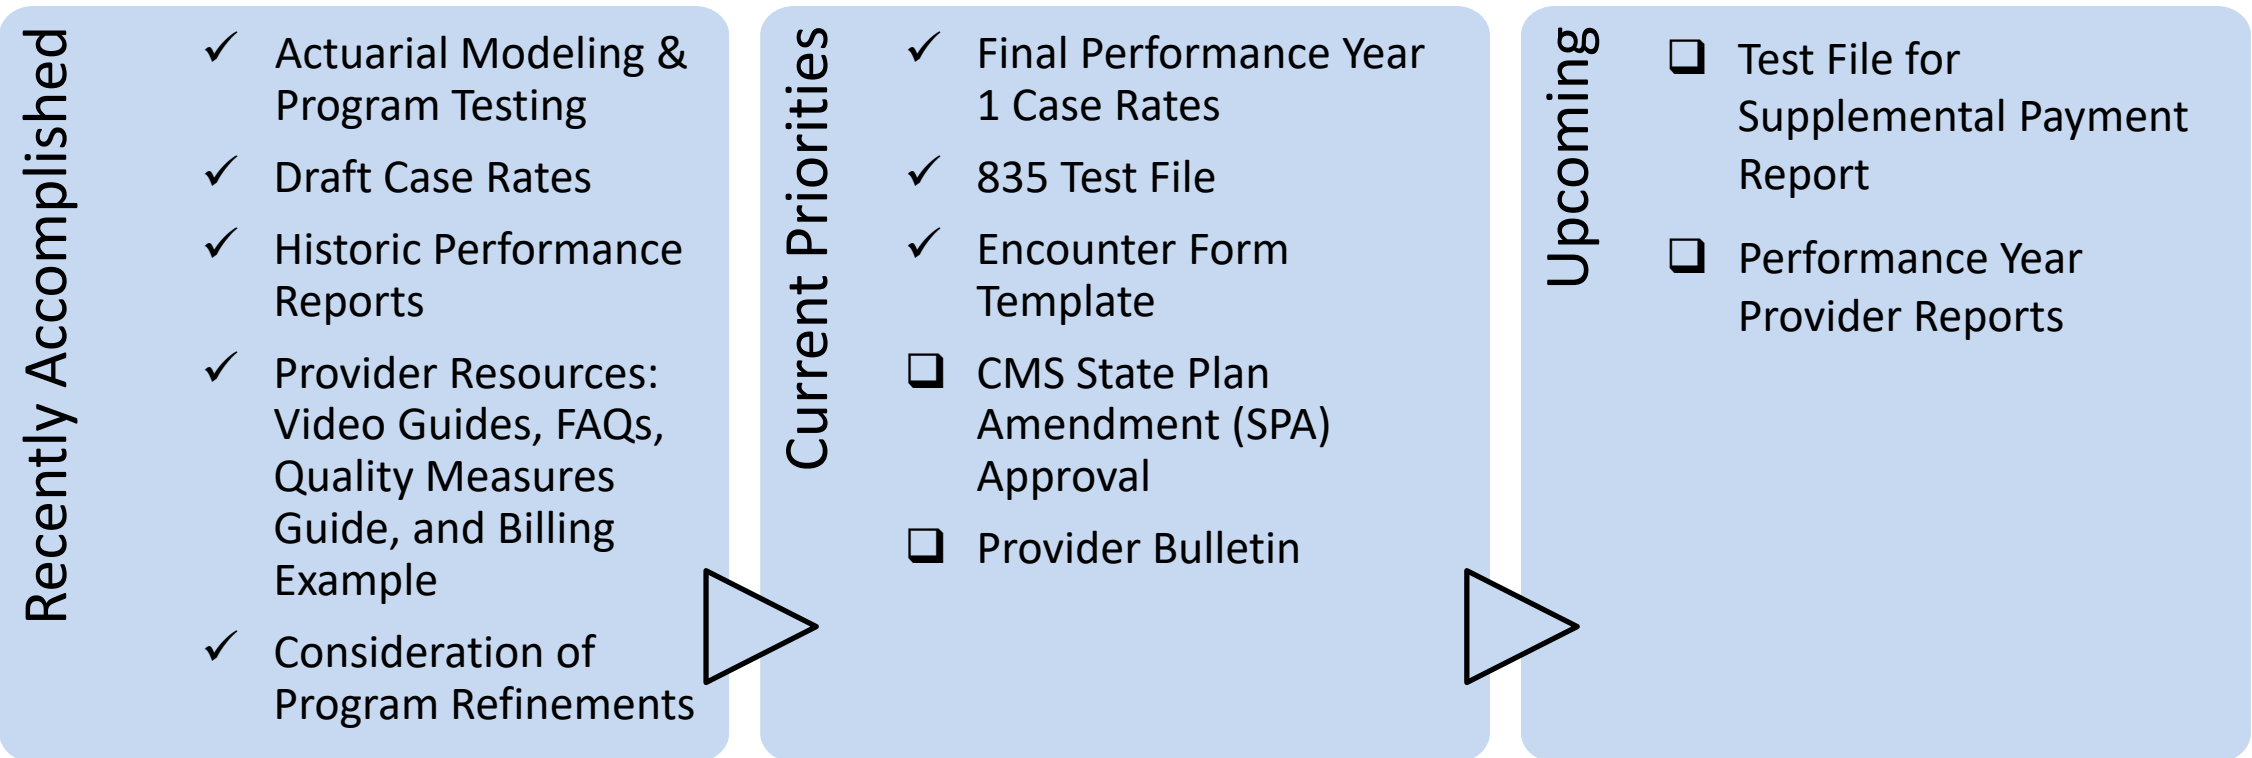 Recently Accomplished
✓ Actuarial Modeling &
Program Testing
✓ Draft Case Rates
✓ Historic Performance
Reports
✓ Provider Resources:
Video Guides, FAQs,
Quality Measures
Guide, and Billing
Example
✓ Consideration of
Program Refinements
Current Priorities
✓ Final Performance Year
1 Case Rates
✓ 835 Test File
✓ Encounter Form
Template
❑ CMS State Plan
Amendment (SPA)
Approval
❑ Provider Bulletin
Upcoming
❑ Test File for
Supplemental Payment
Report
❑ Performance Year
Provider Reports